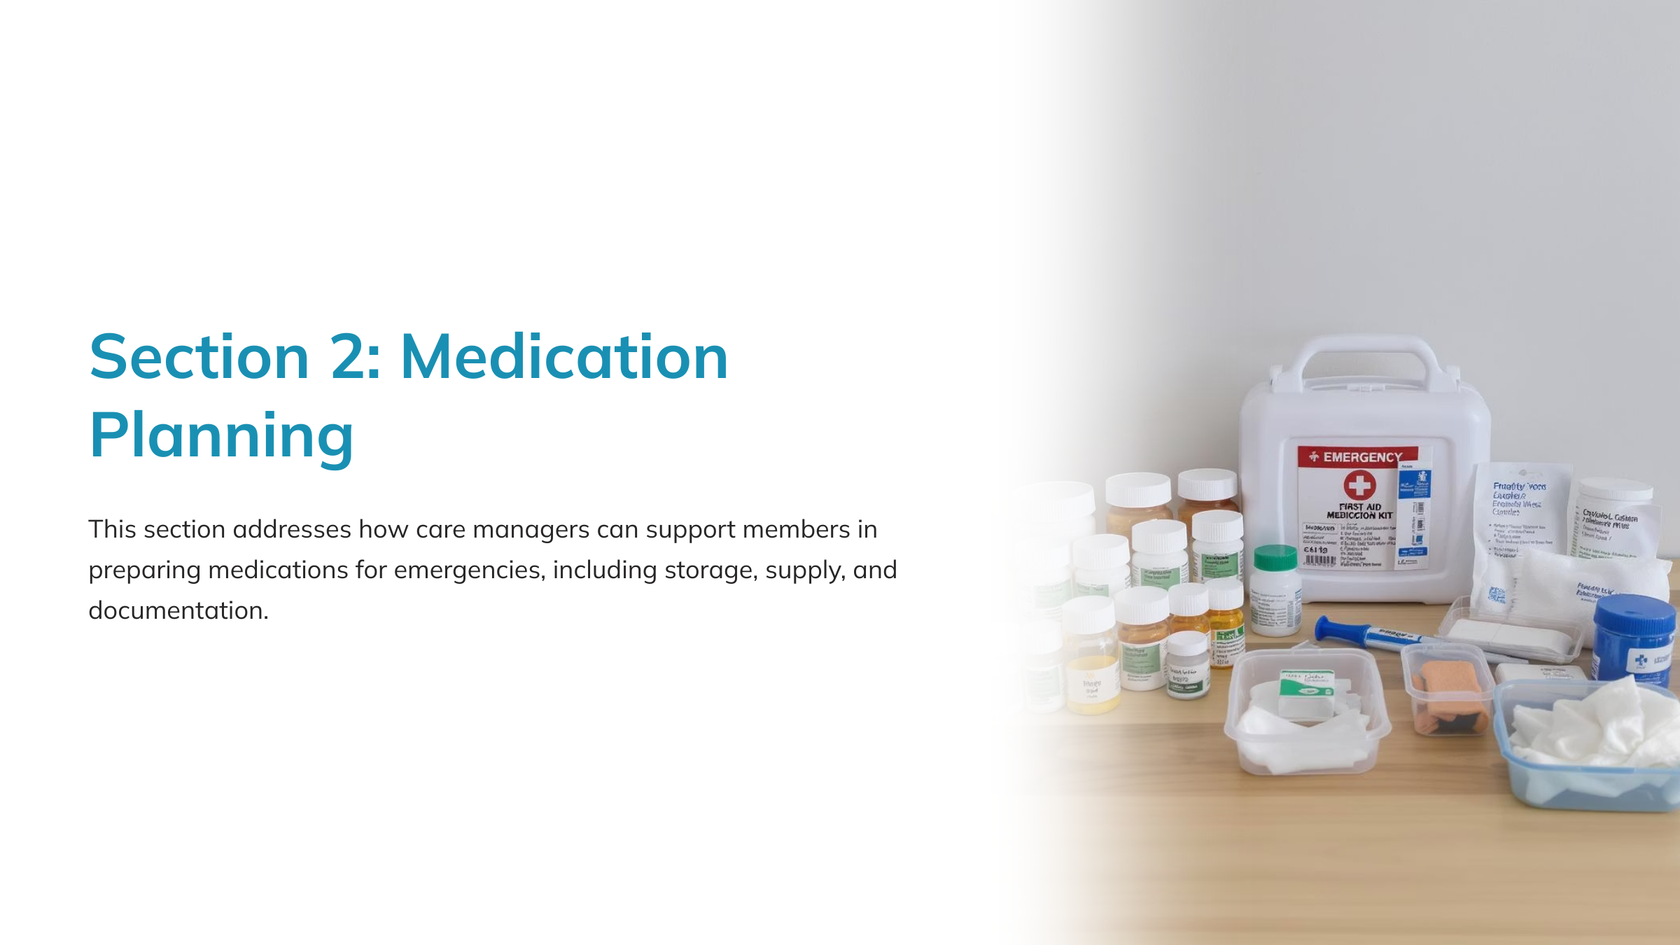 Section 2: Medication
Planning
This section addresses how care managers can support members in
preparing medications for emergencies, including storage, supply, and
documentation.
EMERGENCY
FIRST AID
MEDICCION KIT